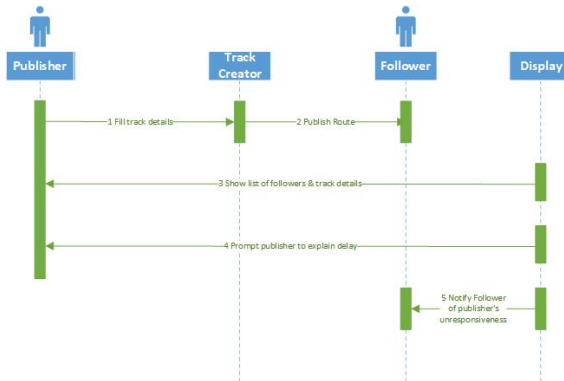 Publisher
Track
Creator
Follower
Display
1 Fill track details
2 Publish Route
3 Show list of followers & track details
4 Prompt publisher to explain delay
5 Notify Follower
of publisher's
unresponsiveness